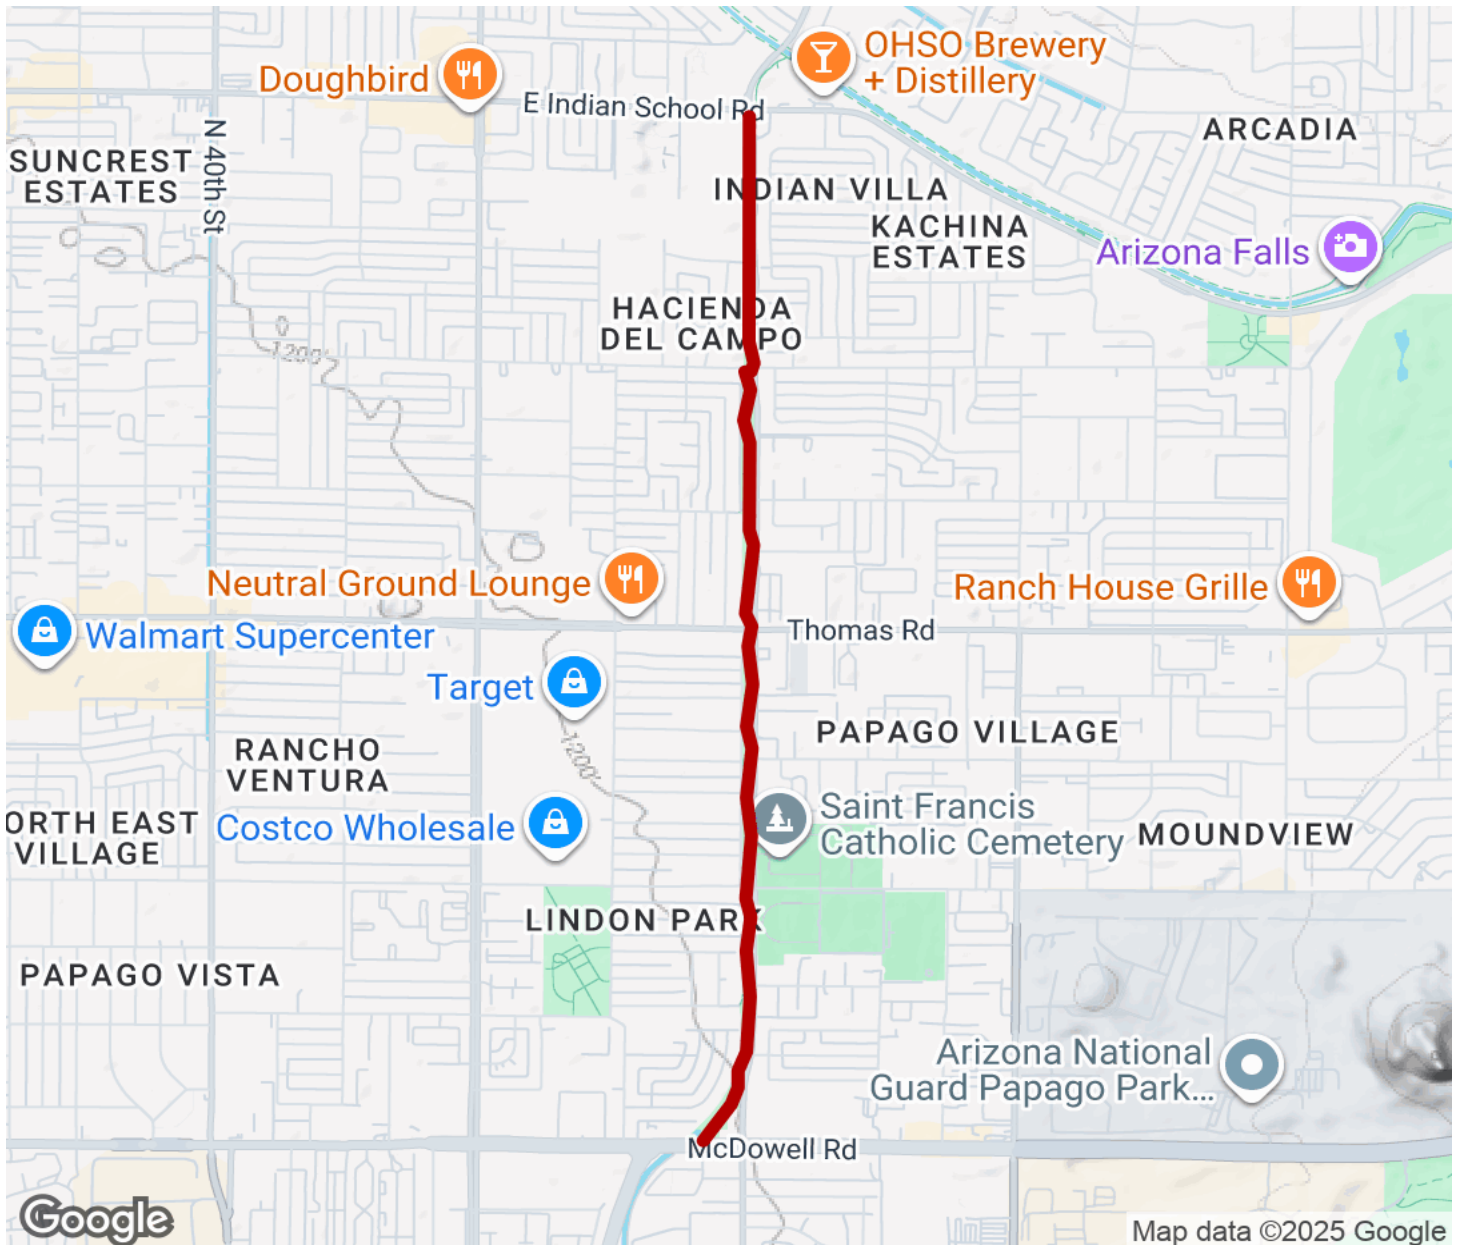 OHSO Brewery
+ Distillery
Doughbird
E Indian School Rd
N 40th St
ARCADIA
SUNCREST
ESTATES
INDIAN VILLA
KACHINA
ESTATES
Arizona Falls
HACIENDA
DEL CAMPO
1200'
Neutral Ground Lounge
Ranch House Grille
Walmart Supercenter
Thomas Rd
Target
PAPAGO VILLAGE
RANCHO
VENTURA
1200'
Saint Francis
Catholic Cemetery
ORTH EAST
VILLAGE
Costco Wholesale
MOUNDVIEW
LINDON PARK
PAPAGO VISTA
Arizona National
Guard Papago Park...
McDowell Rd
Google
Map data ©2025 Google